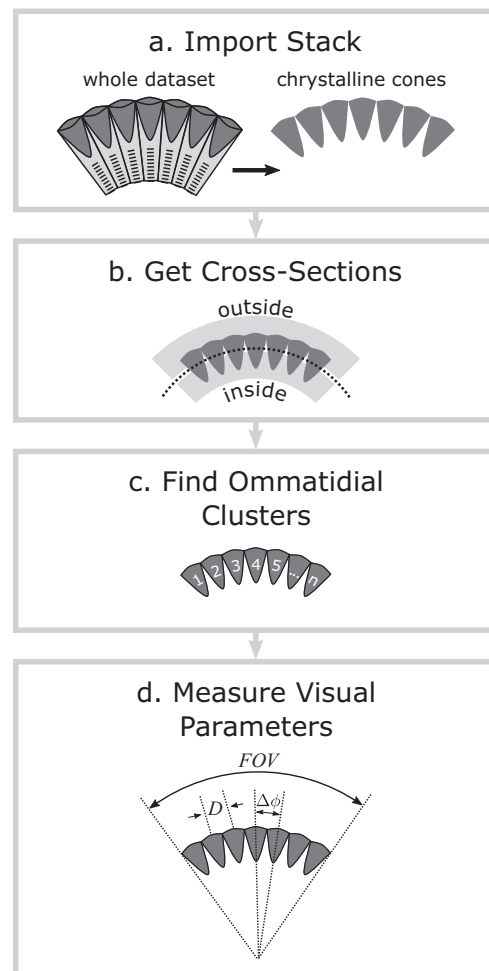 a. Import Stack
whole dataset
chrystalline cones
b. Get Cross-Sections
outside
inside
c. Find Ommatidial
Clusters
1 2 3 4 5 ... n
d. Measure Visual
Parameters
FOV
D
Δϕ